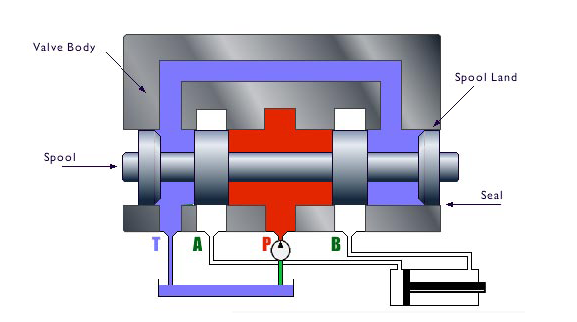 Valve Body
Spool Land
Spool
Seal
T A P B